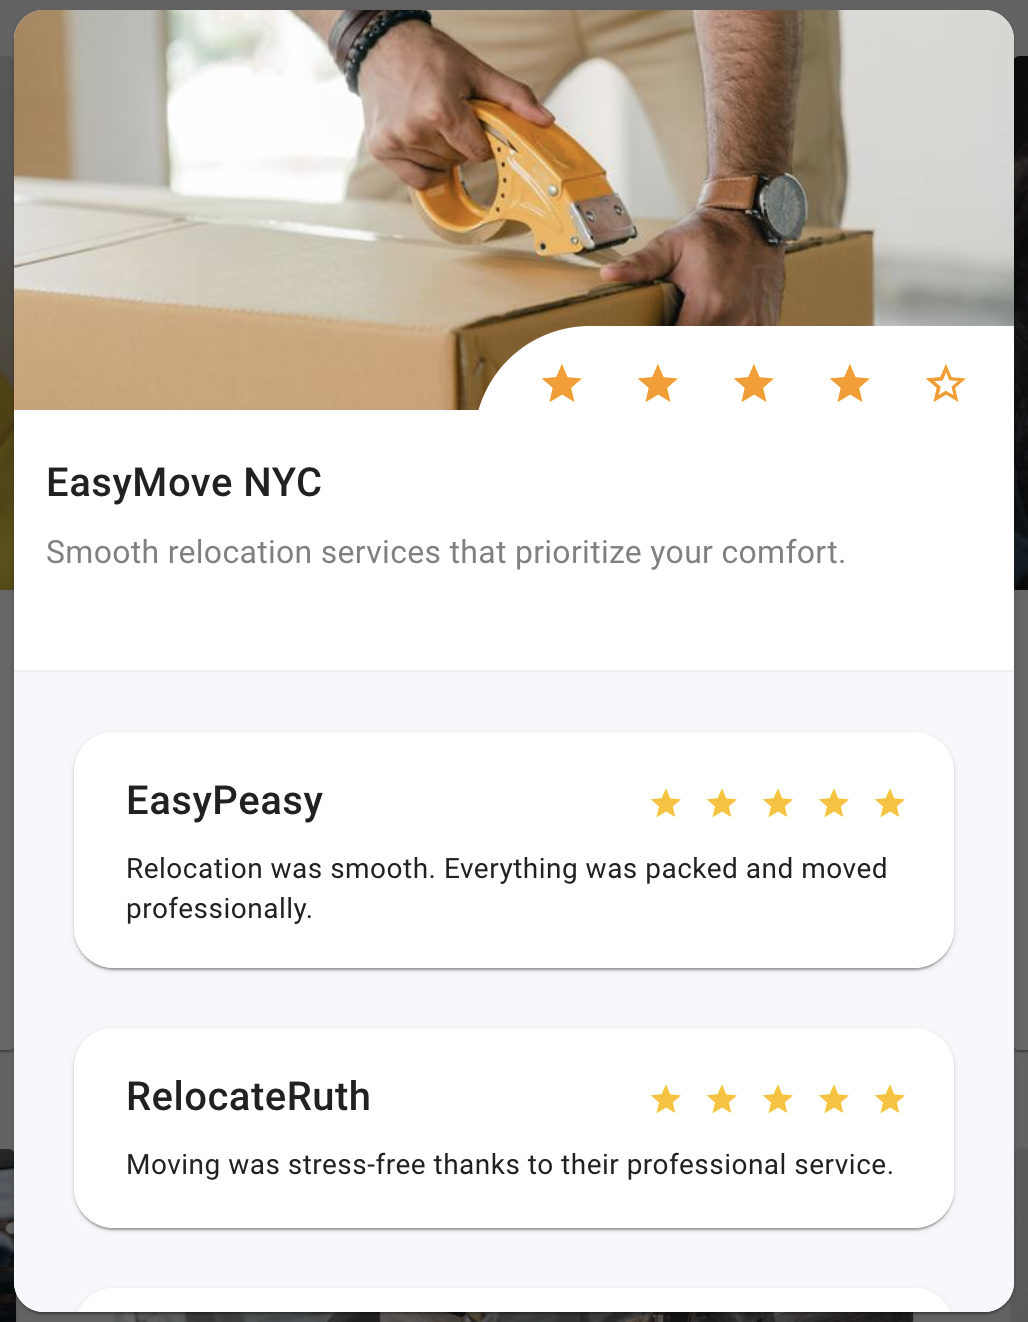 EasyMove NYC
Smooth relocation services that prioritize your comfort.
EasyPeasy
Relocation was smooth. Everything was packed and moved
professionally.
RelocateRuth
Moving was stress-free thanks to their professional service.